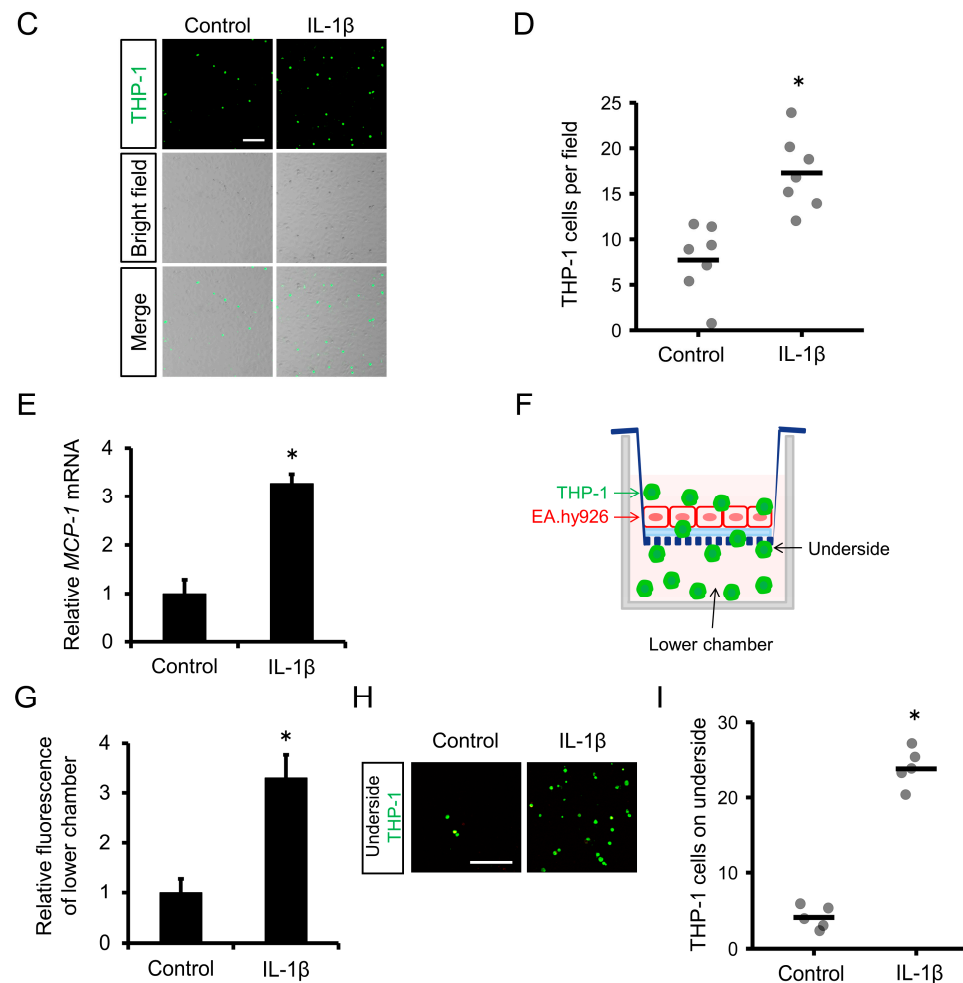 C
Control
IL-1β
THP-1
Bright field
Merge
D
*
THP-1 cells per field
25
20
15
10
5
0
Control
IL-1β
E
*
Relative MCP-1 mRNA
4
3
2
1
0
Control
IL-1β
F
THP-1
EA.hy926
Underside
Lower chamber
G
*
Relative fluorescence
of lower chamber
4
3
2
1
0
Control
IL-1β
H
Control
IL-1β
Underside
THP-1
I
*
THP-1 cells on underside
30
20
10
0
Control
IL-1β